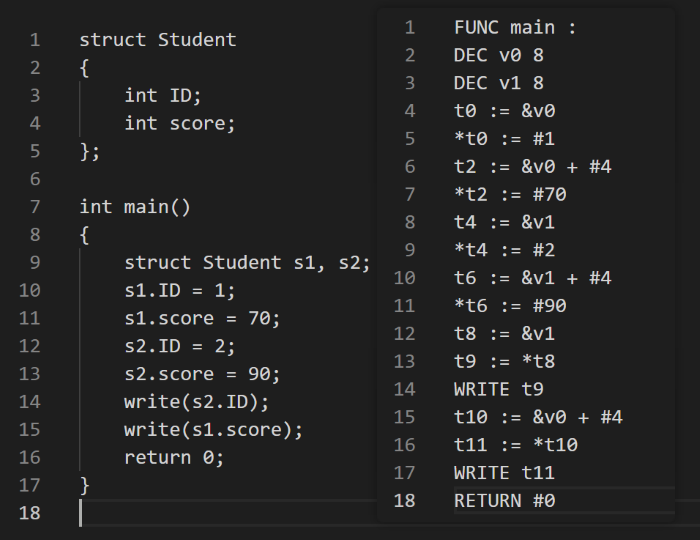 1 struct Student
2 {
3 int ID;
4 int score;
5 };
6
7 int main()
8 {
9 struct Student s1, s2;
10 s1.ID = 1;
11 s1.score = 70;
12 s2.ID = 2;
13 s2.score = 90;
14 write(s2.ID);
15 write(s1.score);
16 return 0;
17 }
18
1 FUNC main :
2 DEC v0 8
3 DEC v1 8
4 t0 := &v0
5 *t0 := #1
6 t2 := &v0 + #4
7 *t2 := #70
8 t4 := &v1
9 *t4 := #2
10 t6 := &v1 + #4
11 *t6 := #90
12 t8 := &v1
13 t9 := *t8
14 WRITE t9
15 t10 := &v0 + #4
16 t11 := *t10
17 WRITE t11
18 RETURN #0